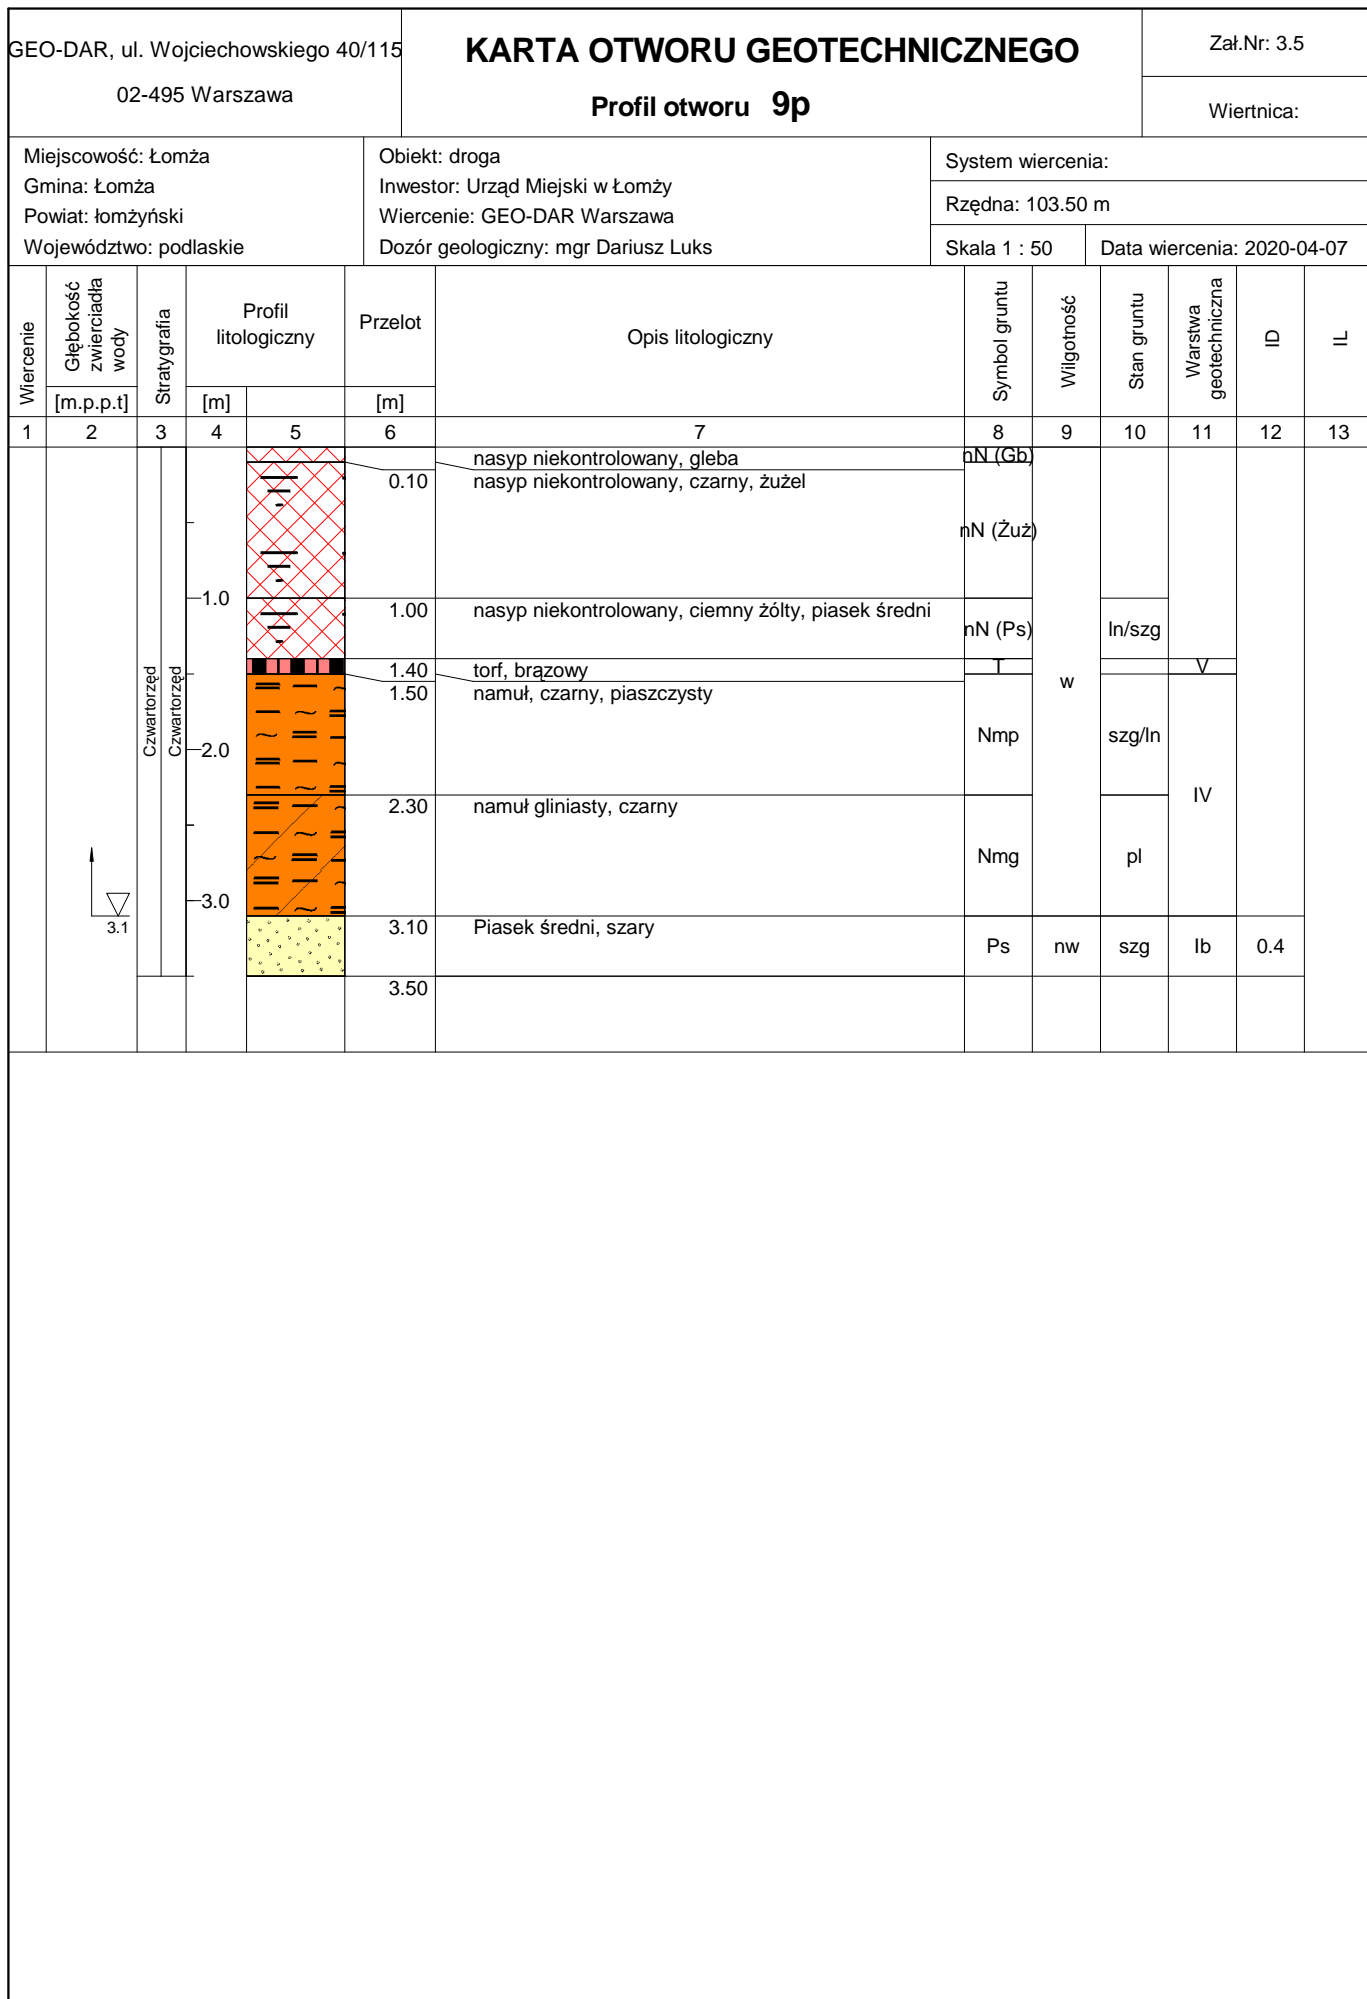 GEO-DAR, ul. Wojciechowskiego 40/115
02-495 Warszawa
KARTA OTWORU GEOTECHNICZNEGO
Profil otworu 9p
Zał.Nr: 3.5
Wiertnica:
Miejscowość: Łomża
Gmina: Łomża
Powiat: łomżyński
Województwo: podlaskie
Obiekt: droga
Inwestor: Urząd Miejski w Łomży
Wiercenie: GEO-DAR Warszawa
Dozór geologiczny: mgr Dariusz Luks
System wiercenia:
Rzędna: 103.50 m
Skala 1 : 50
Data wiercenia: 2020-04-07
Wiercenie
Głębokość
zwierciadła
wody
[m.p.p.t]
Stratygrafia
Profil
litologiczny
[m]
Przelot
[m]
Opis litologiczny
Symbol gruntu
Wilgotność
Stan gruntu
Warstwa
geotechniczna
ID
IL
1 2 3 4 5 6 7 8 9 10 11 12 13
nasyp niekontrolowany, gleba nN (Gb)
0.10 nasyp niekontrolowany, czarny, żużel
nN (Żuż)
1.0
1.00 nasyp niekontrolowany, ciemny żólty, piasek średni
nN (Ps) ln/szg
1.40 torf, brązowy T V
w
1.50 namuł, czarny, piaszczysty
Czwartorzęd
Czwartorzęd
2.0
Nmp szg/ln
IV
2.30 namuł gliniasty, czarny
Nmg pl
3.0
3.1
3.10 Piasek średni, szary
Ps nw szg Ib 0.4
3.50